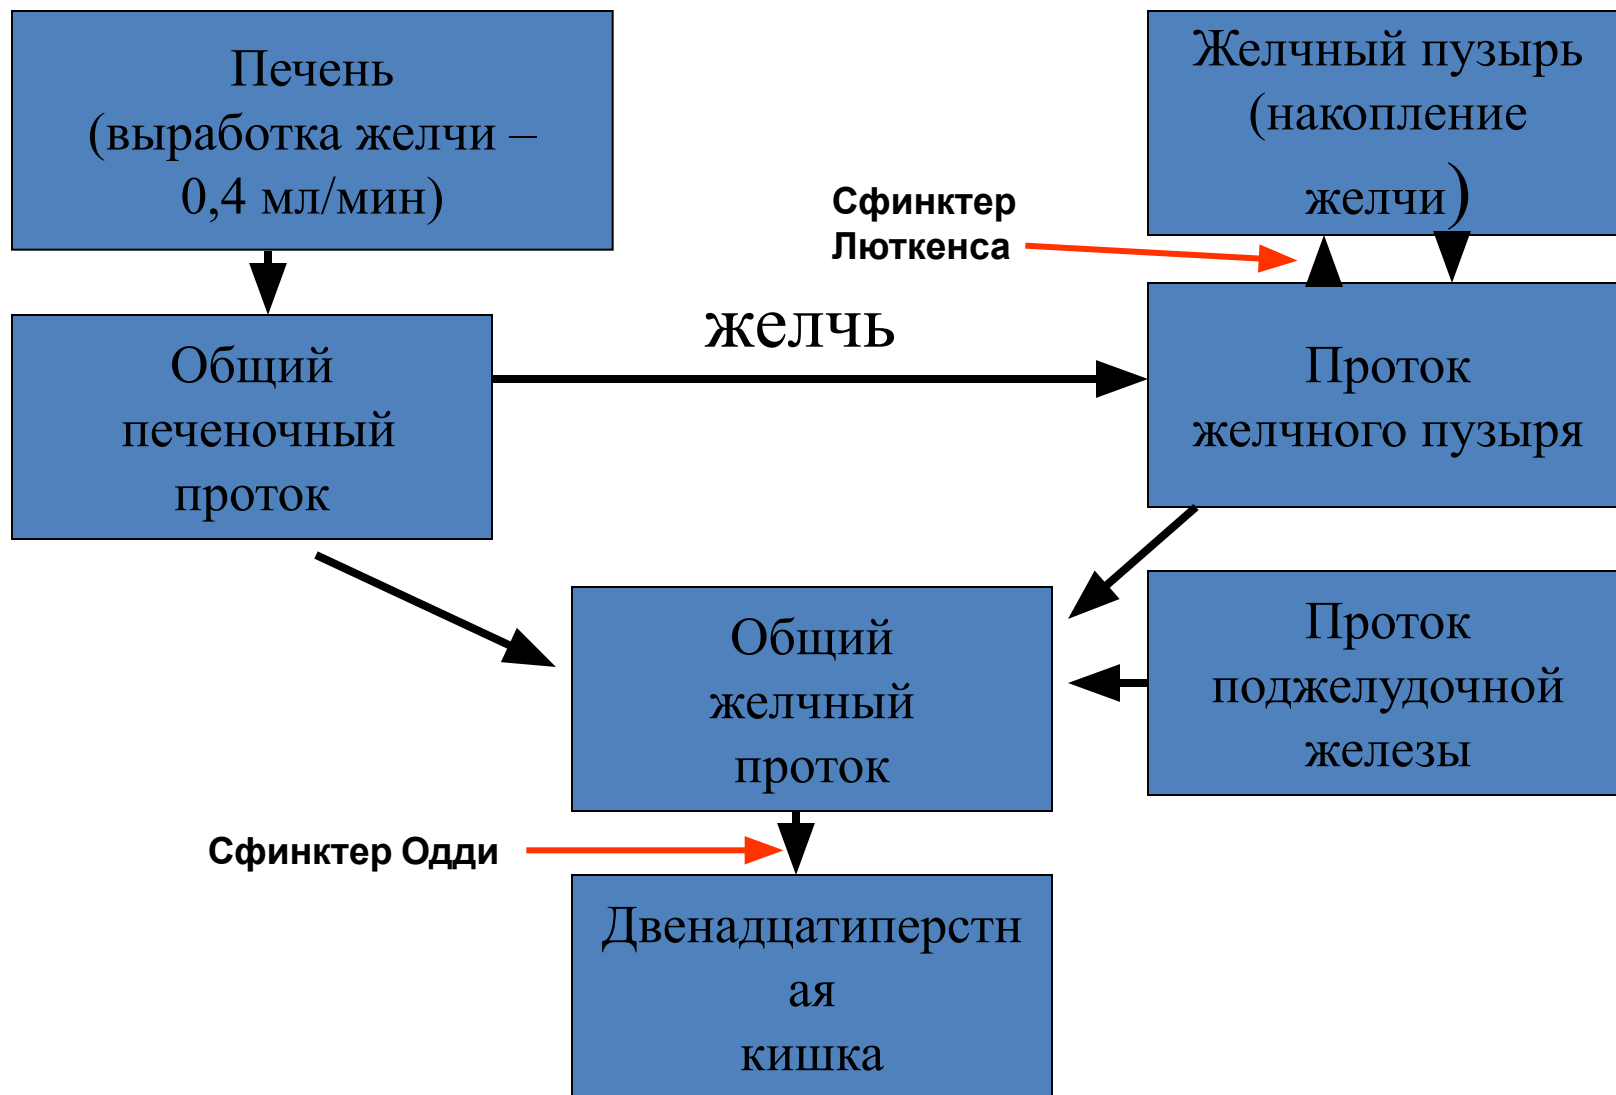 Печень
(выработка желчи –
0,4 мл/мин)
Желчный пузырь
(накопление
желчи)
Сфинктер
Люткенса
желчь
Общий
печеночный
проток
Проток
желчного пузыря
Общий
желчный
проток
Проток
поджелудочной
железы
Сфинктер Одди
Двенадцатиперстн
ая
кишка